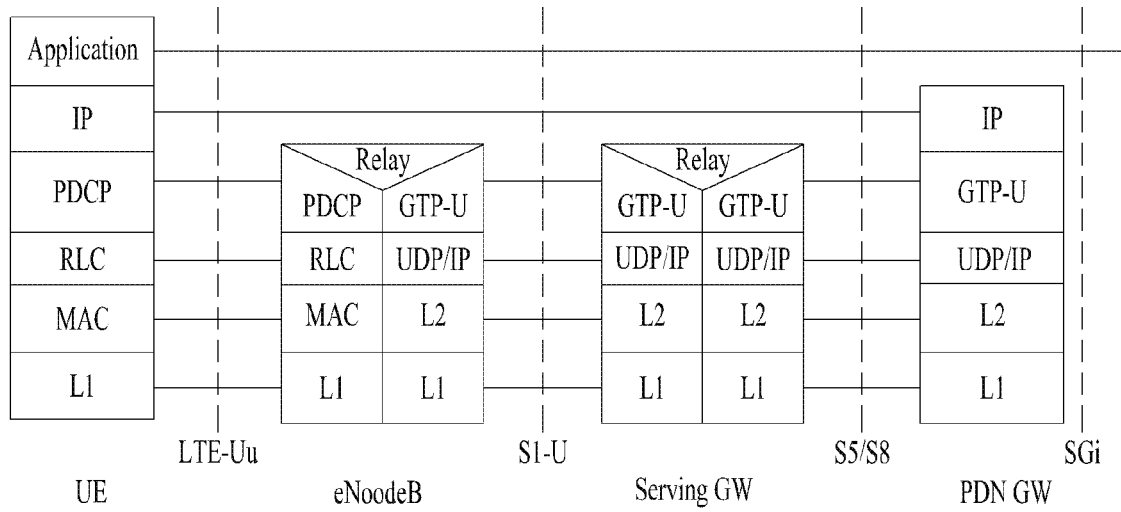 Application
IP
IP
Relay
Relay
PDCP
PDCP
GTP-U
GTP-U
GTP-U
GTP-U
RLC
RLC
UDP/IP
UDP/IP
UDP/IP
UDP/IP
MAC
MAC
L2
L2
L2
L2
L1
L1
L1
L1
L1
L1
LTE-Uu
S1-U
S5/S8
SGi
UE
eNoodeB
Serving GW
PDN GW